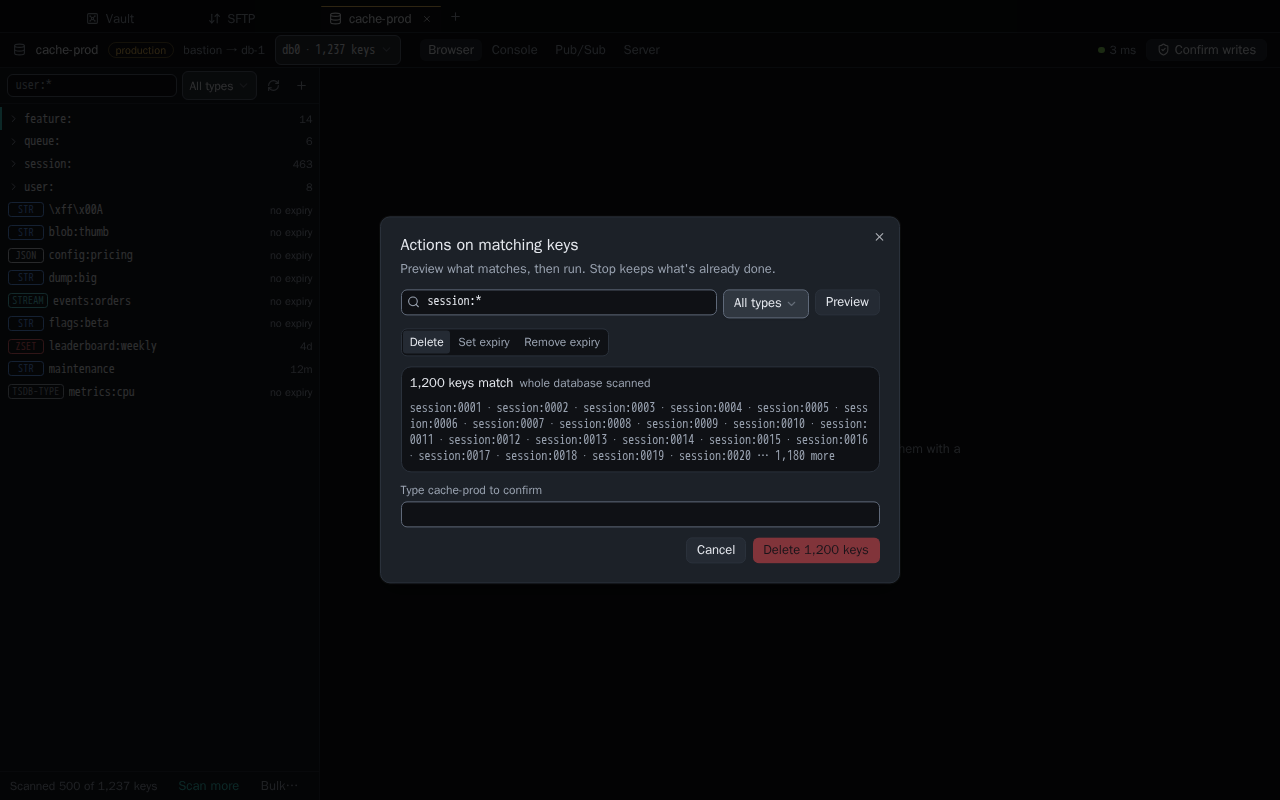 Vault SFTP cache-prod
cache-prod production bastion → db-1 db0 · 1,237 keys Browser Console Pub/Sub Server 3 ms Confirm writes
user:* All types
feature: 14
queue: 6
session: 463
user: 8
STR \xff\x00A no expiry
STR blob:thumb no expiry
JSON config:pricing no expiry
STR dump:big no expiry
STREAM events:orders no expiry
STR flags:beta no expiry
ZSET leaderboard:weekly 4d
STR maintenance 12m
TSDB-TYPE metrics:cpu no expiry
Scanned 500 of 1,237 keys Scan more Bulk···
hem with a
Actions on matching keys
Preview what matches, then run. Stop keeps what's already done.
session:* All types Preview
Delete Set expiry Remove expiry
1,200 keys match whole database scanned
session:0001 · session:0002 · session:0003 · session:0004 · session:0005 · sess
ion:0006 · session:0007 · session:0008 · session:0009 · session:0010 · session:
0011 · session:0012 · session:0013 · session:0014 · session:0015 · session:0016
· session:0017 · session:0018 · session:0019 · session:0020 ··· 1,180 more
Type cache-prod to confirm
Cancel Delete 1,200 keys